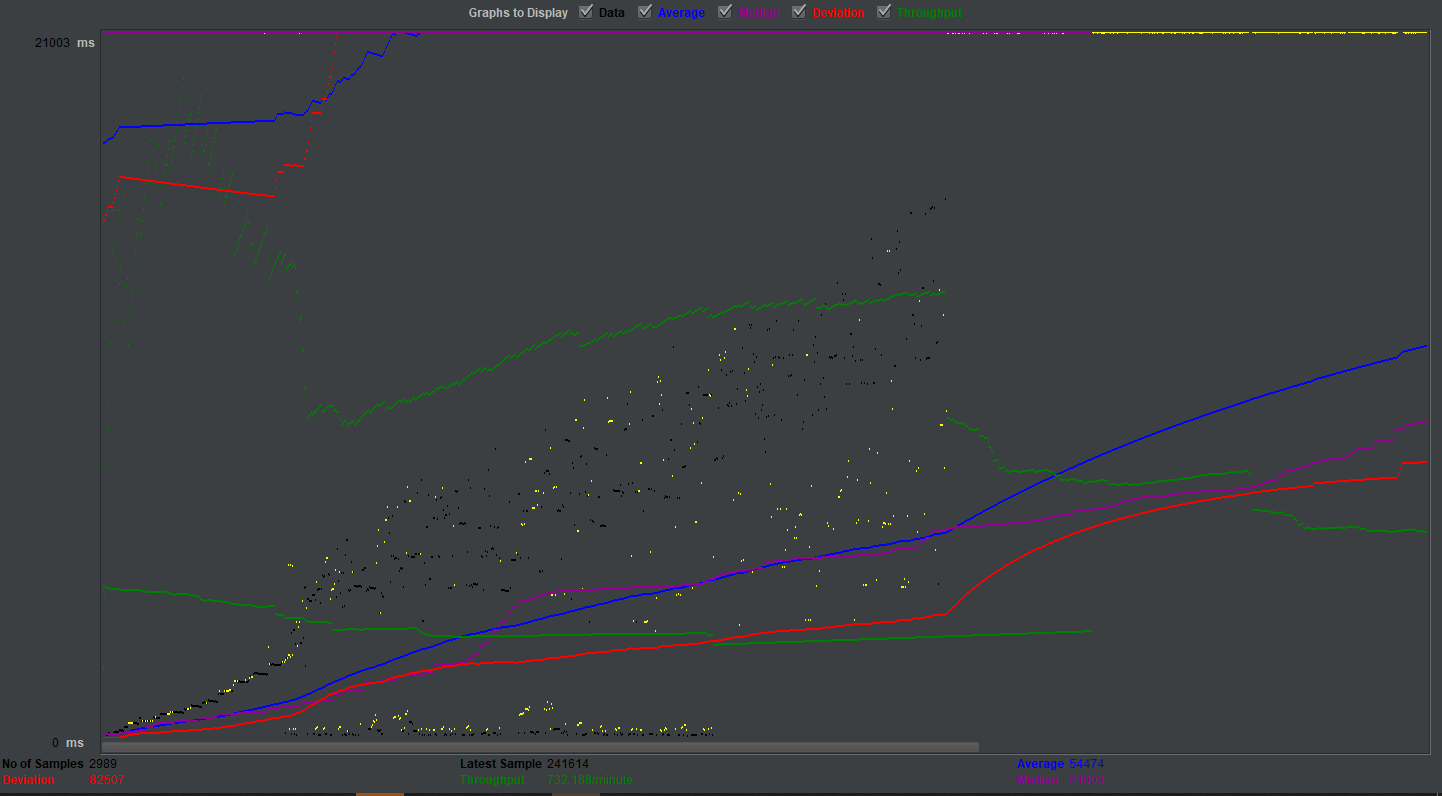 Graphs to Display Data Average Median Deviation Throughput
21003 ms
0 ms
No of Samples 2989 Latest Sample 241614 Average 54474
Deviation 82507 Throughput 732.188/minute Median